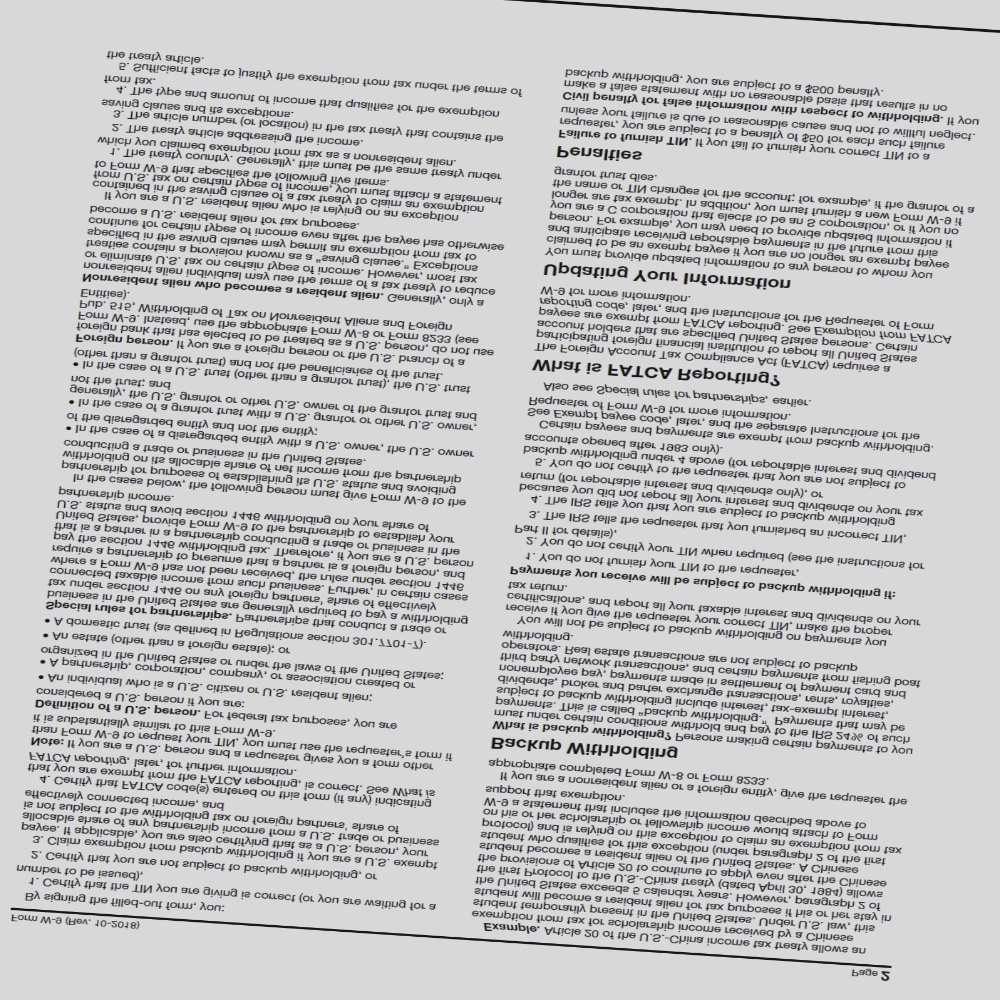 Form W-9 (Rev. 10-2018)
Page 2
By signing the filled-out form, you:
1. Certify that the TIN you are giving is correct (or you are waiting for a
number to be issued),
2. Certify that you are not subject to backup withholding, or
3. Claim exemption from backup withholding if you are a U.S. exempt
payee. If applicable, you are also certifying that as a U.S. person, your
allocable share of any partnership income from a U.S. trade or business
is not subject to the withholding tax on foreign partners' share of
effectively connected income, and
4. Certify that FATCA code(s) entered on this form (if any) indicating
that you are exempt from the FATCA reporting, is correct. See What is
FATCA reporting, later, for further information.
Note: If you are a U.S. person and a requester gives you a form other
than Form W-9 to request your TIN, you must use the requester's form if
it is substantially similar to this Form W-9.
Definition of a U.S. person. For federal tax purposes, you are
considered a U.S. person if you are:
• An individual who is a U.S. citizen or U.S. resident alien;
• A partnership, corporation, company, or association created or
organized in the United States or under the laws of the United States;
• An estate (other than a foreign estate); or
• A domestic trust (as defined in Regulations section 301.7701-7).
Special rules for partnerships. Partnerships that conduct a trade or
business in the United States are generally required to pay a withholding
tax under section 1446 on any foreign partners' share of effectively
connected taxable income from such business. Further, in certain cases
where a Form W-9 has not been received, the rules under section 1446
require a partnership to presume that a partner is a foreign person, and
pay the section 1446 withholding tax. Therefore, if you are a U.S. person
that is a partner in a partnership conducting a trade or business in the
United States, provide Form W-9 to the partnership to establish your
U.S. status and avoid section 1446 withholding on your share of
partnership income.
In the cases below, the following person must give Form W-9 to the
partnership for purposes of establishing its U.S. status and avoiding
withholding on its allocable share of net income from the partnership
conducting a trade or business in the United States.
• In the case of a disregarded entity with a U.S. owner, the U.S. owner
of the disregarded entity and not the entity;
• In the case of a grantor trust with a U.S. grantor or other U.S. owner,
generally, the U.S. grantor or other U.S. owner of the grantor trust and
not the trust; and
• In the case of a U.S. trust (other than a grantor trust), the U.S. trust
(other than a grantor trust) and not the beneficiaries of the trust.
Foreign person. If you are a foreign person or the U.S. branch of a
foreign bank that has elected to be treated as a U.S. person, do not use
Form W-9. Instead, use the appropriate Form W-8 or Form 8233 (see
Pub. 515, Withholding of Tax on Nonresident Aliens and Foreign
Entities).
Nonresident alien who becomes a resident alien. Generally, only a
nonresident alien individual may use the terms of a tax treaty to reduce
or eliminate U.S. tax on certain types of income. However, most tax
treaties contain a provision known as a "saving clause." Exceptions
specified in the saving clause may permit an exemption from tax to
continue for certain types of income even after the payee has otherwise
become a U.S. resident alien for tax purposes.
If you are a U.S. resident alien who is relying on an exception
contained in the saving clause of a tax treaty to claim an exemption
from U.S. tax on certain types of income, you must attach a statement
to Form W-9 that specifies the following five items.
1. The treaty country. Generally, this must be the same treaty under
which you claimed exemption from tax as a nonresident alien.
2. The treaty article addressing the income.
3. The article number (or location) in the tax treaty that contains the
saving clause and its exceptions.
4. The type and amount of income that qualifies for the exemption
from tax.
5. Sufficient facts to justify the exemption from tax under the terms of
the treaty article.
Example. Article 20 of the U.S.-China income tax treaty allows an
exemption from tax for scholarship income received by a Chinese
student temporarily present in the United States. Under U.S. law, this
student will become a resident alien for tax purposes if his or her stay in
the United States exceeds 5 calendar years. However, paragraph 2 of
the first Protocol to the U.S.-China treaty (dated April 30, 1984) allows
the provisions of Article 20 to continue to apply even after the Chinese
student becomes a resident alien of the United States. A Chinese
student who qualifies for this exception (under paragraph 2 of the first
protocol) and is relying on this exception to claim an exemption from tax
on his or her scholarship or fellowship income would attach to Form
W-9 a statement that includes the information described above to
support that exemption.
If you are a nonresident alien or a foreign entity, give the requester the
appropriate completed Form W-8 or Form 8233.
Backup Withholding
What is backup withholding? Persons making certain payments to you
must under certain conditions withhold and pay to the IRS 24% of such
payments. This is called "backup withholding." Payments that may be
subject to backup withholding include interest, tax-exempt interest,
dividends, broker and barter exchange transactions, rents, royalties,
nonemployee pay, payments made in settlement of payment card and
third party network transactions, and certain payments from fishing boat
operators. Real estate transactions are not subject to backup
withholding.
You will not be subject to backup withholding on payments you
receive if you give the requester your correct TIN, make the proper
certifications, and report all your taxable interest and dividends on your
tax return.
Payments you receive will be subject to backup withholding if:
1. You do not furnish your TIN to the requester,
2. You do not certify your TIN when required (see the instructions for
Part II for details),
3. The IRS tells the requester that you furnished an incorrect TIN,
4. The IRS tells you that you are subject to backup withholding
because you did not report all your interest and dividends on your tax
return (for reportable interest and dividends only), or
5. You do not certify to the requester that you are not subject to
backup withholding under 4 above (for reportable interest and dividend
accounts opened after 1983 only).
Certain payees and payments are exempt from backup withholding.
See Exempt payee code, later, and the separate Instructions for the
Requester of Form W-9 for more information.
Also see Special rules for partnerships, earlier.
What is FATCA Reporting?
The Foreign Account Tax Compliance Act (FATCA) requires a
participating foreign financial institution to report all United States
account holders that are specified United States persons. Certain
payees are exempt from FATCA reporting. See Exemption from FATCA
reporting code, later, and the Instructions for the Requester of Form
W-9 for more information.
Updating Your Information
You must provide updated information to any person to whom you
claimed to be an exempt payee if you are no longer an exempt payee
and anticipate receiving reportable payments in the future from this
person. For example, you may need to provide updated information if
you are a C corporation that elects to be an S corporation, or if you no
longer are tax exempt. In addition, you must furnish a new Form W-9 if
the name or TIN changes for the account; for example, if the grantor of a
grantor trust dies.
Penalties
Failure to furnish TIN. If you fail to furnish your correct TIN to a
requester, you are subject to a penalty of $50 for each such failure
unless your failure is due to reasonable cause and not to willful neglect.
Civil penalty for false information with respect to withholding. If you
make a false statement with no reasonable basis that results in no
backup withholding, you are subject to a $500 penalty.